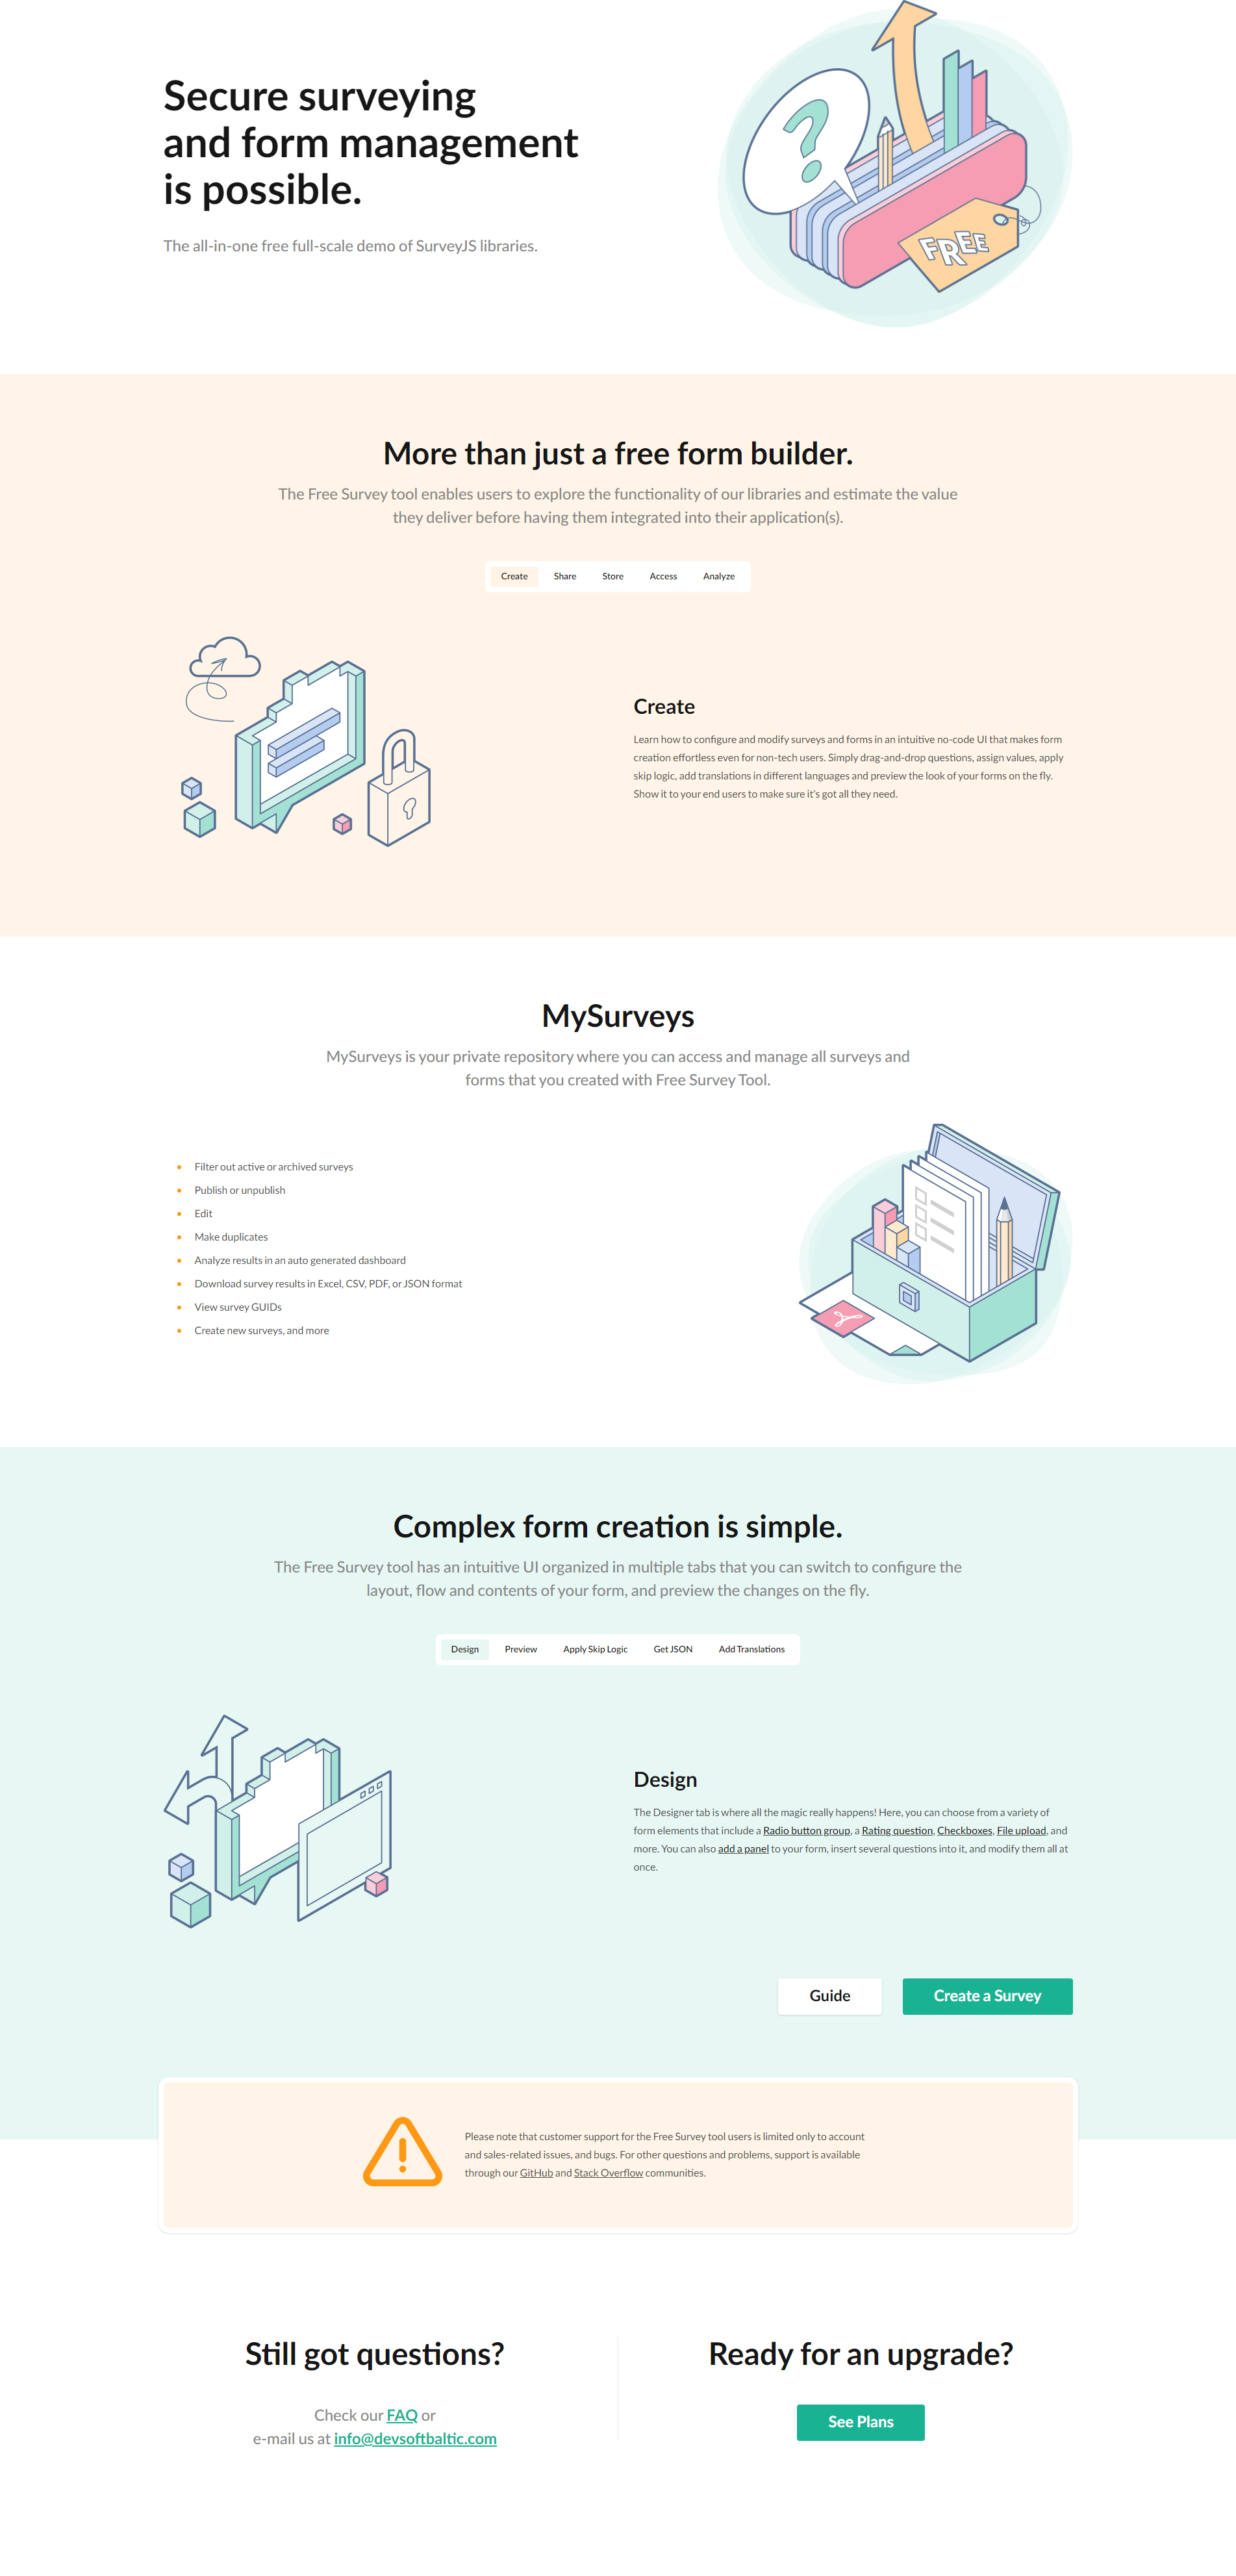 Secure surveying
and form management
is possible.
The all-in-one free full-scale demo of SurveyJS libraries.
FREE
More than just a free form builder.
The Free Survey tool enables users to explore the functionality of our libraries and estimate the value
they deliver before having them integrated into their application(s).
Create Share Store Access Analyze
Create
Learn how to configure and modify surveys and forms in an intuitive no-code UI that makes form
creation effortless even for non-tech users. Simply drag-and-drop questions, assign values, apply
skip logic, add translations in different languages and preview the look of your forms on the fly.
Show it to your end users to make sure it's got all they need.
MySurveys
MySurveys is your private repository where you can access and manage all surveys and
forms that you created with Free Survey Tool.
Filter out active or archived surveys
Publish or unpublish
Edit
Make duplicates
Analyze results in an auto generated dashboard
Download survey results in Excel, CSV, PDF, or JSON format
View survey GUIDs
Create new surveys, and more
Complex form creation is simple.
The Free Survey tool has an intuitive UI organized in multiple tabs that you can switch to configure the
layout, flow and contents of your form, and preview the changes on the fly.
Design Preview Apply Skip Logic Get JSON Add Translations
Design
The Designer tab is where all the magic really happens! Here, you can choose from a variety of
form elements that include a Radio button group, a Rating question, Checkboxes, File upload, and
more. You can also add a panel to your form, insert several questions into it, and modify them all at
once.
Guide Create a Survey
Please note that customer support for the Free Survey tool users is limited only to account
and sales-related issues, and bugs. For other questions and problems, support is available
through our GitHub and Stack Overflow communities.
Still got questions?
Check our FAQ or
e-mail us at info@devsoftbaltic.com
Ready for an upgrade?
See Plans